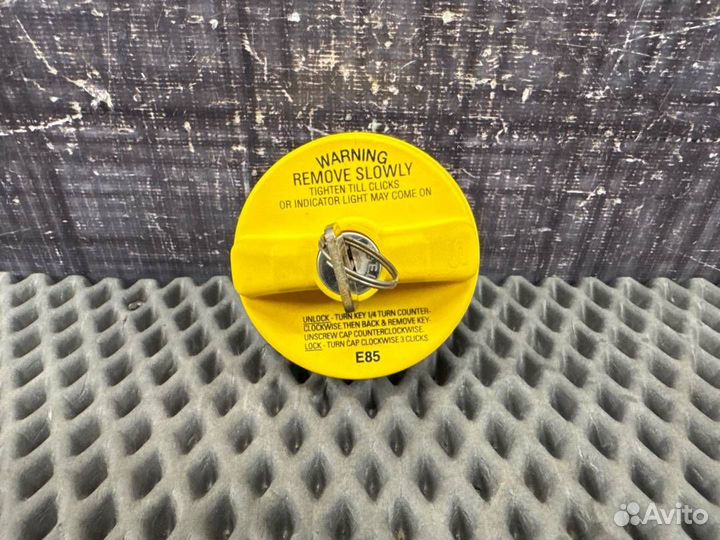 WARNING
REMOVE SLOWLY
TIGHTEN TILL CLICKS
OR INDICATOR LIGHT MAY COME ON
UNLOCK - TURN KEY 1/4 TURN COUNTER-
CLOCKWISE. THEN BACK & REMOVE KEY-
UNSCREW CAP COUNTERCLOCKWISE.
LOCK - TURN CAP CLOCKWISE 3 CLICKS
E85
Avito